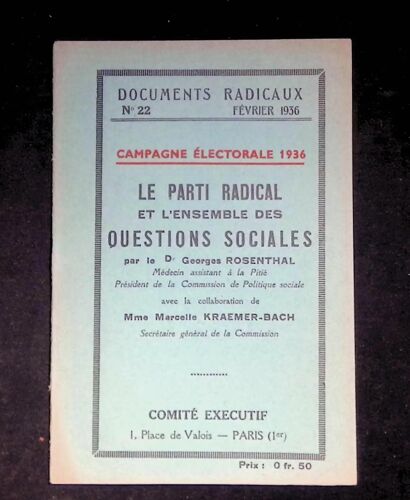 DOCUMENTS RADICAUX
N° 22 FÉVRIER 1936
CAMPAGNE ÉLECTORALE 1936
LE PARTI RADICAL
ET L'ENSEMBLE DES
QUESTIONS SOCIALES
par le Dr Georges ROSENTHAL
Médecin assistant à la Pitié
Président de la Commission de Politique sociale
avec la collaboration de
Mme Marcelle KRAEMER-BACH
Secrétaire général de la Commission
COMITÉ EXECUTIF
1, Place de Valois — PARIS (1er)
Prix : 0 fr. 50